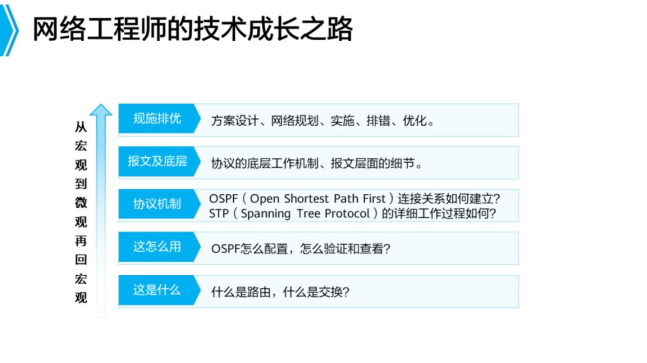 网络工程师的技术成长之路
从宏观到微观再回宏观
规施排优
方案设计、网络规划、实施、排错、优化。
报文及底层
协议的底层工作机制、报文层面的细节。
协议机制
OSPF（Open Shortest Path First）连接关系如何建立?
STP（Spanning Tree Protocol）的详细工作过程如何?
这怎么用
OSPF怎么配置，怎么验证和查看?
这是什么
什么是路由，什么是交换?